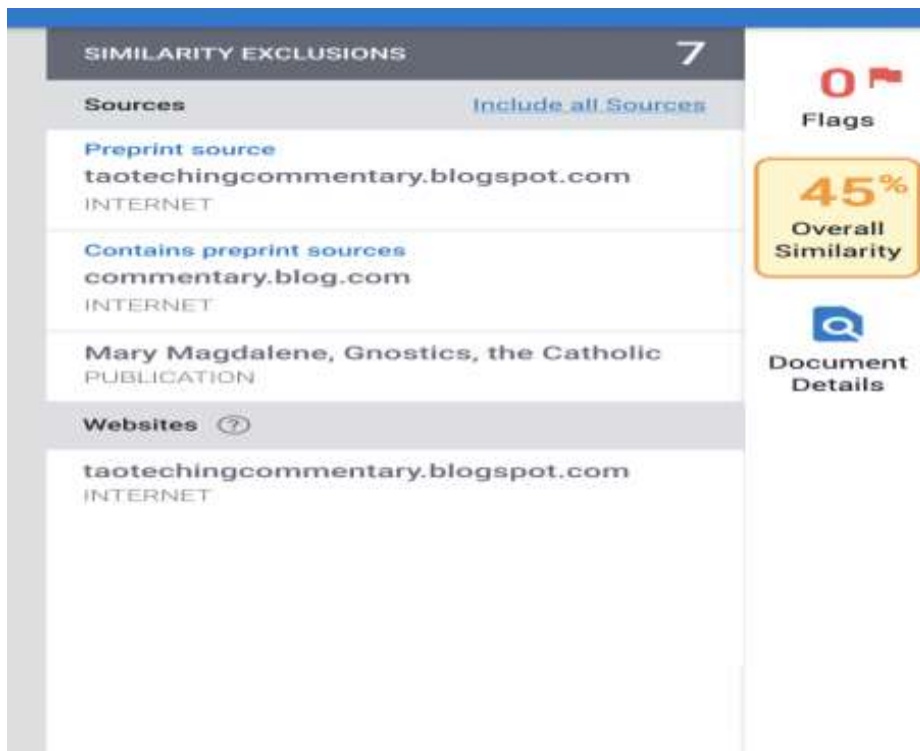 SIMILARITY EXCLUSIONS 7
Sources Include all Sources
Preprint source
taotechingcommentary.blogspot.com
INTERNET
Contains preprint sources
commentary.blog.com
INTERNET
Mary Magdalene, Gnostics, the Catholic
PUBLICATION
Websites ?
taotechingcommentary.blogspot.com
INTERNET
0
Flags
45%
Overall
Similarity
Document
Details